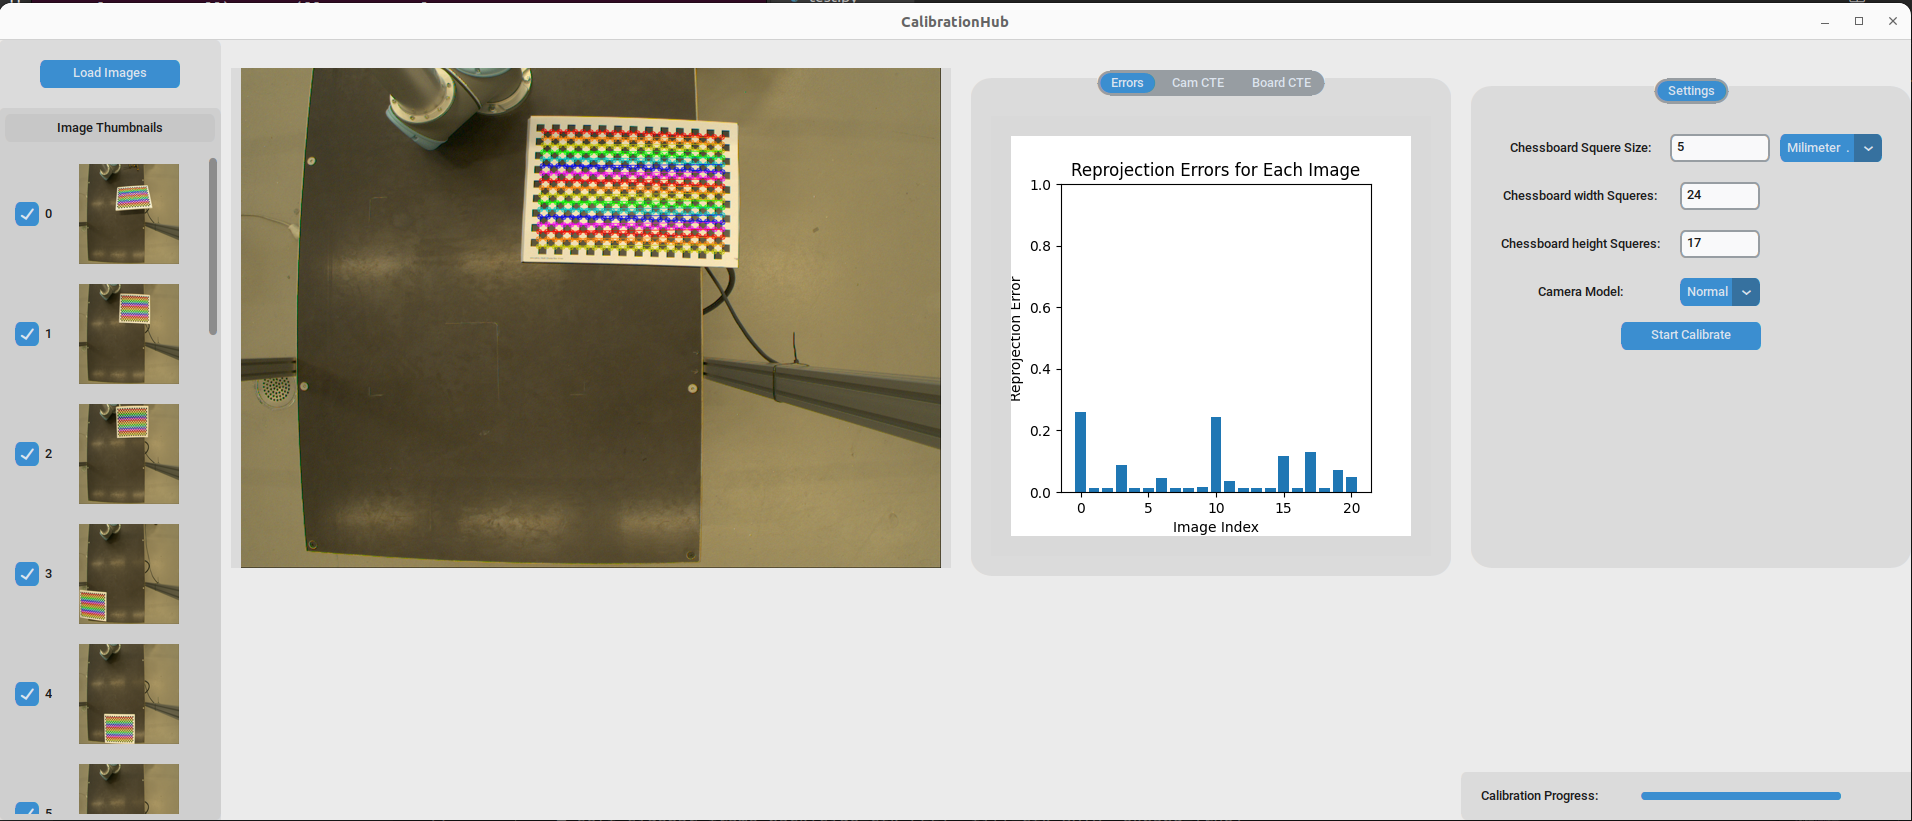 CalibrationHub
Load Images
Image Thumbnails
0
1
2
3
4
5
Errors
Cam CTE
Board CTE
Reprojection Errors for Each Image
1.0
0.8
0.6
0.4
0.2
0.0
Reprojection Error
0 5 10 15 20
Image Index
Settings
Chessboard Squere Size: 5 Milimeter .
Chessboard width Squeres: 24
Chessboard height Squeres: 17
Camera Model: Normal
Start Calibrate
Calibration Progress: